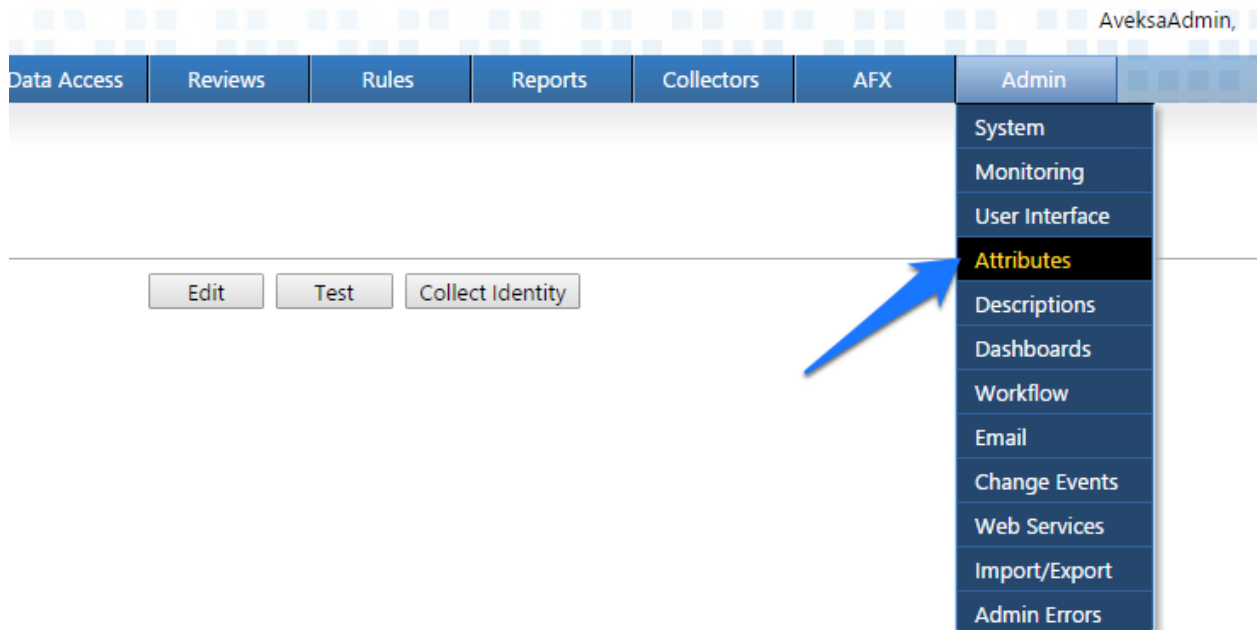 AveksaAdmin,
Data Access Reviews Rules Reports Collectors AFX Admin
System
Monitoring
User Interface
Attributes
Edit Test Collect Identity
Descriptions
Dashboards
Workflow
Email
Change Events
Web Services
Import/Export
Admin Errors